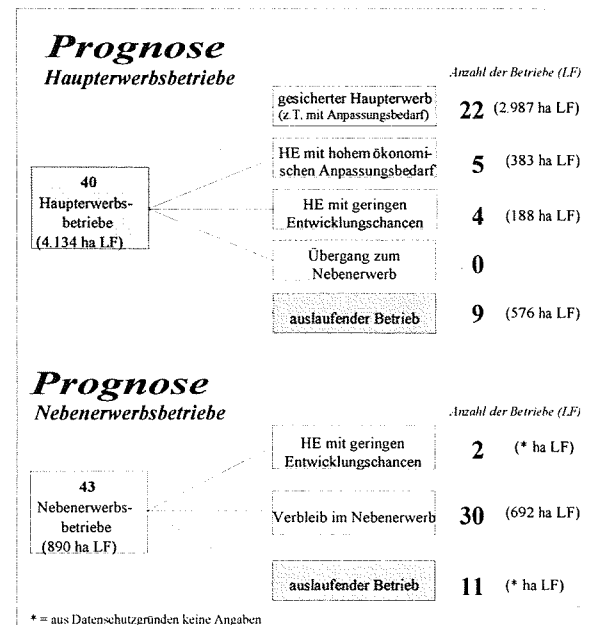 Prognose
Haupterwerbsbetriebe
Anzahl der Betriebe (LF)
gesicherter Haupterwerb
(z.T. mit Anpassungsbedarf)
22 (2.987 ha LF)
HE mit hohem ökonomi-
schen Anpassungsbedarf
5 (383 ha LF)
40
Haupterwerbs-
betriebe
(4.134 ha LF)
HE mit geringen
Entwicklungschancen
4 (188 ha LF)
Übergang zum
Nebenerwerb
0
auslaufender Betrieb
9 (576 ha LF)
Prognose
Nebenerwerbsbetriebe
Anzahl der Betriebe (LF)
HE mit geringen
Entwicklungschancen
2 (* ha LF)
43
Nebenerwerbs-
betriebe
(890 ha LF)
Verbleib im Nebenerwerb
30 (692 ha LF)
auslaufender Betrieb
11 (* ha LF)
* = aus Datenschutzgründen keine Angaben